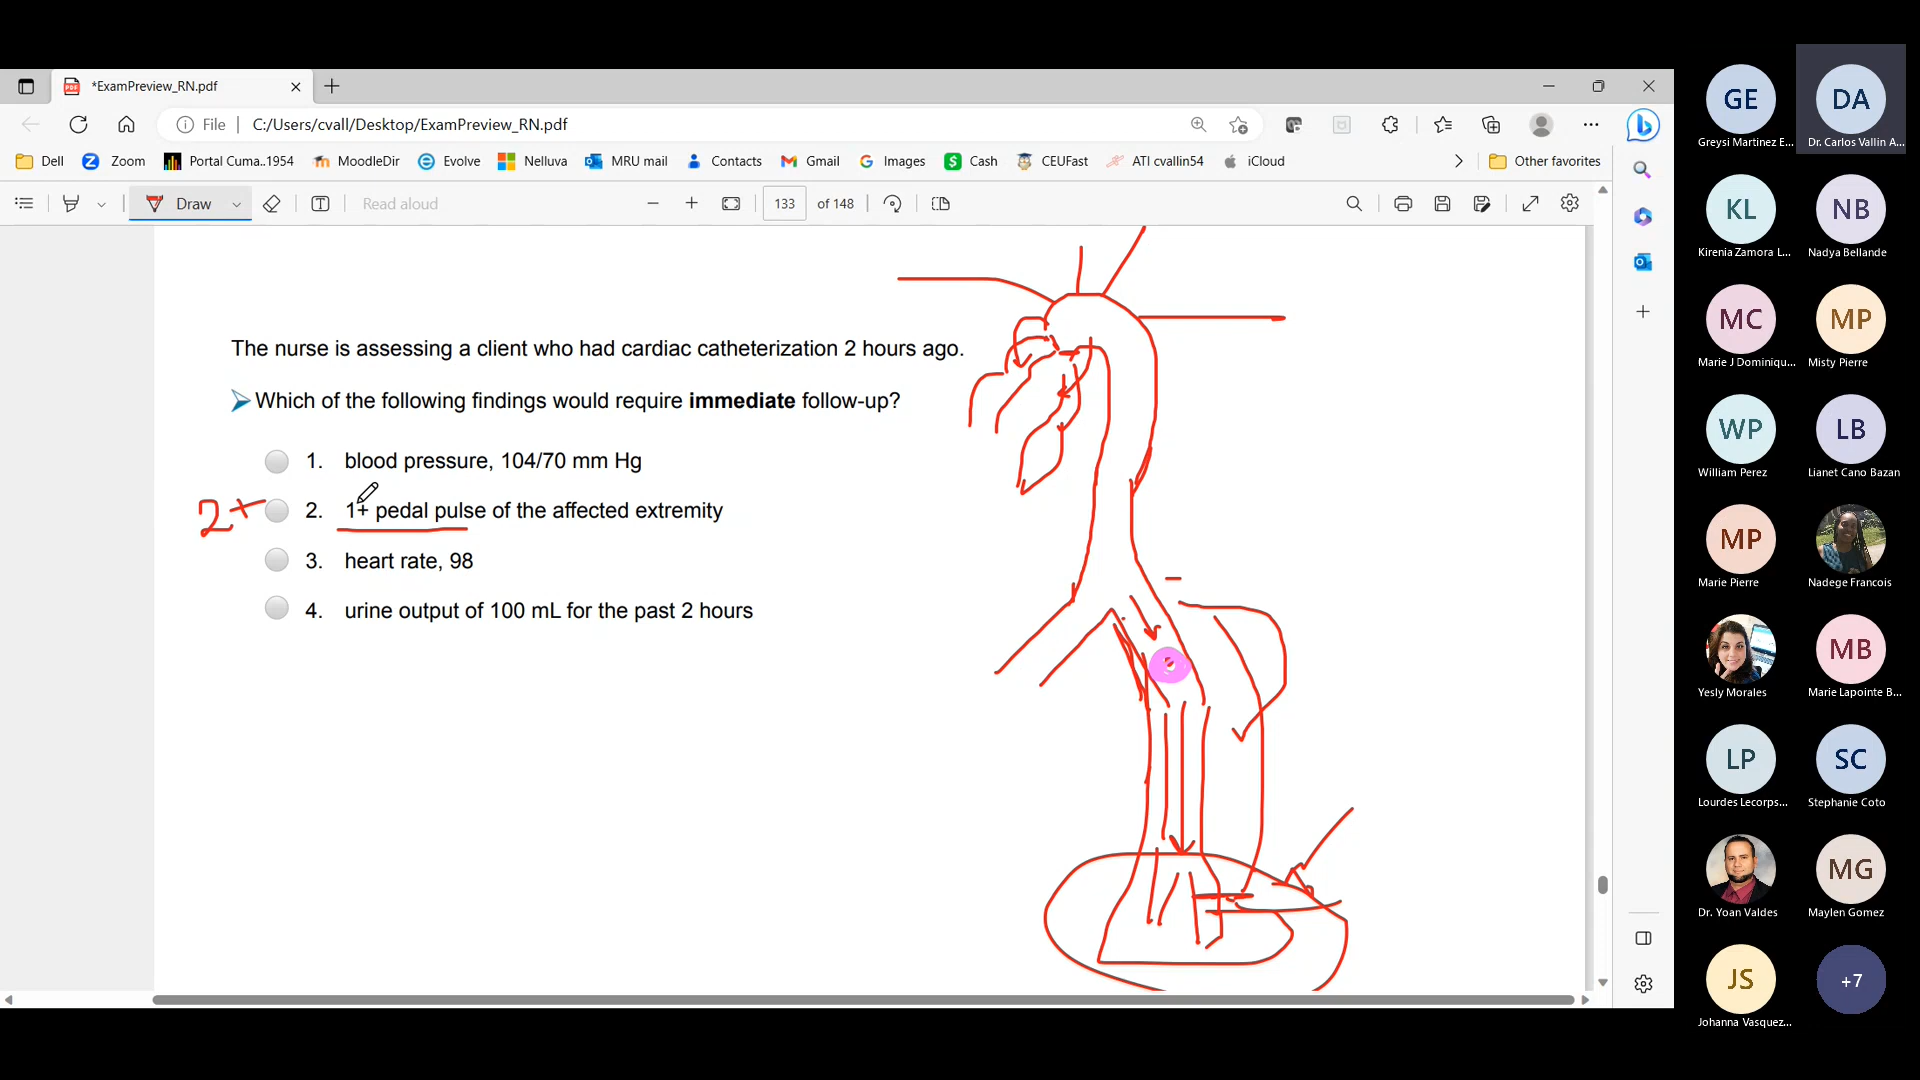 *ExamPreview_RN.pdf
File
C:/Users/cvall/Desktop/ExamPreview_RN.pdf
Dell
Zoom
Portal Cuma..1954
MoodleDir
Evolve
Nelluva
MRU mail
Contacts
Gmail
Images
Cash
CEUFast
ATI cvallin54
iCloud
Other favorites
Draw
Read aloud
133 of 148
The nurse is assessing a client who had cardiac catheterization 2 hours ago.
Which of the following findings would require immediate follow-up?
1. blood pressure, 104/70 mm Hg
2+ 2. 1+ pedal pulse of the affected extremity
3. heart rate, 98
4. urine output of 100 mL for the past 2 hours
GE
Greysi Martinez E...
DA
Dr. Carlos Vallin A...
KL
Kirenia Zamora L...
NB
Nadya Bellande
MC
Marie J Dominiqu...
MP
Misty Pierre
WP
William Perez
LB
Lianet Cano Bazan
MP
Marie Pierre
Nadege Francois
Yesly Morales
MB
Marie Lapointe B...
LP
Lourdes Lecorps...
SC
Stephanie Coto
Dr. Yoan Valdes
MG
Maylen Gomez
JS
Johanna Vasquez...
+7